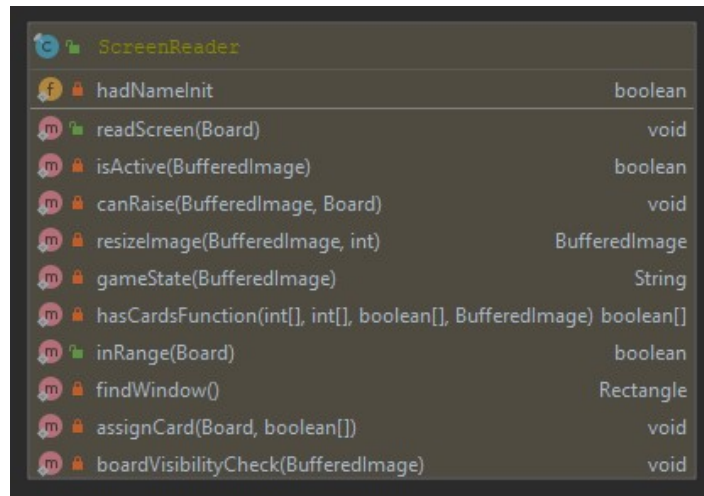 ScreenReader
hadNameInit boolean
readScreen(Board) void
isActive(BufferedImage) boolean
canRaise(BufferedImage, Board) void
resizeImage(BufferedImage, int) BufferedImage
gameState(BufferedImage) String
hasCardsFunction(int[], int[], boolean[], BufferedImage) boolean[]
inRange(Board) boolean
findWindow() Rectangle
assignCard(Board, boolean[]) void
boardVisibilityCheck(BufferedImage) void